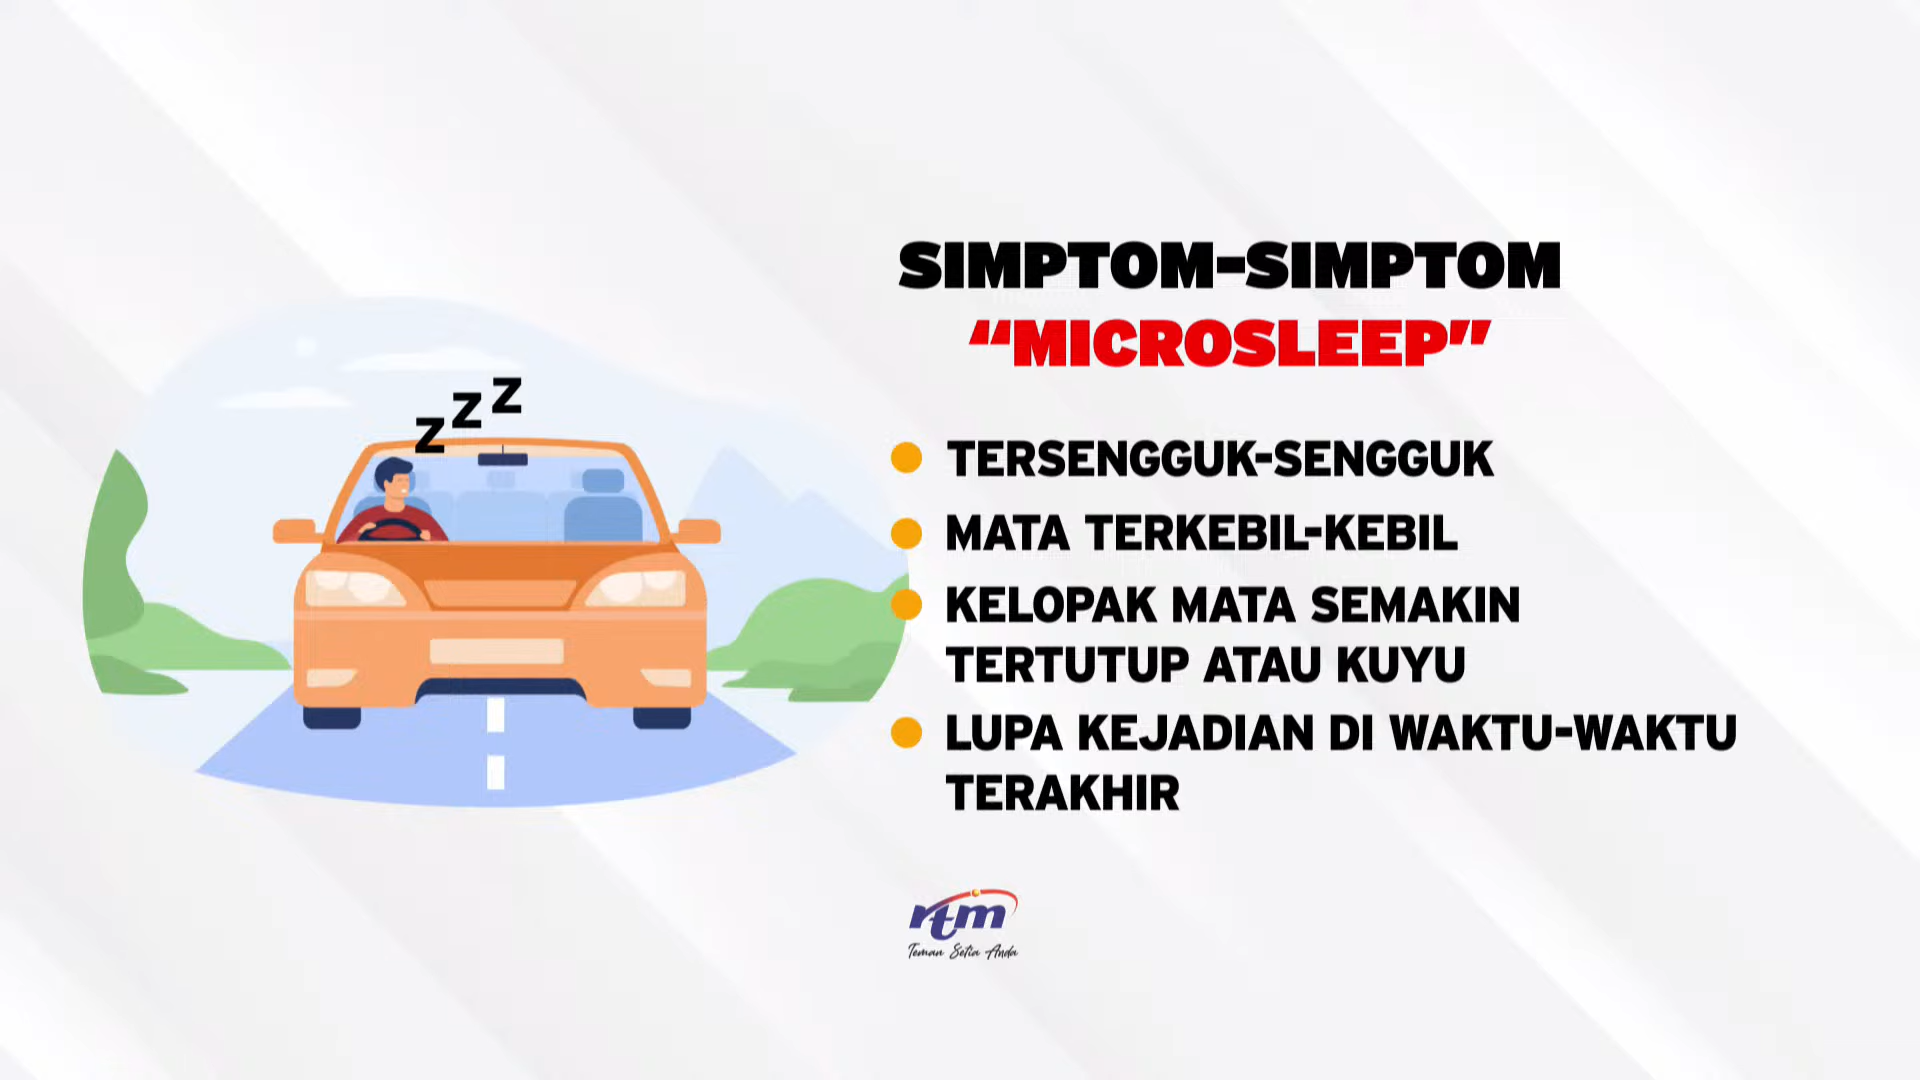 SIMPTOM-SIMPTOM
“MICROSLEEP”
z z z
TERSENGGUK-SENGGUK
MATA TERKEBIL-KEBIL
KELOPAK MATA SEMAKIN
TERTUTUP ATAU KUYU
LUPA KEJADIAN DI WAKTU-WAKTU
TERAKHIR
rtm
Teman Setia Anda